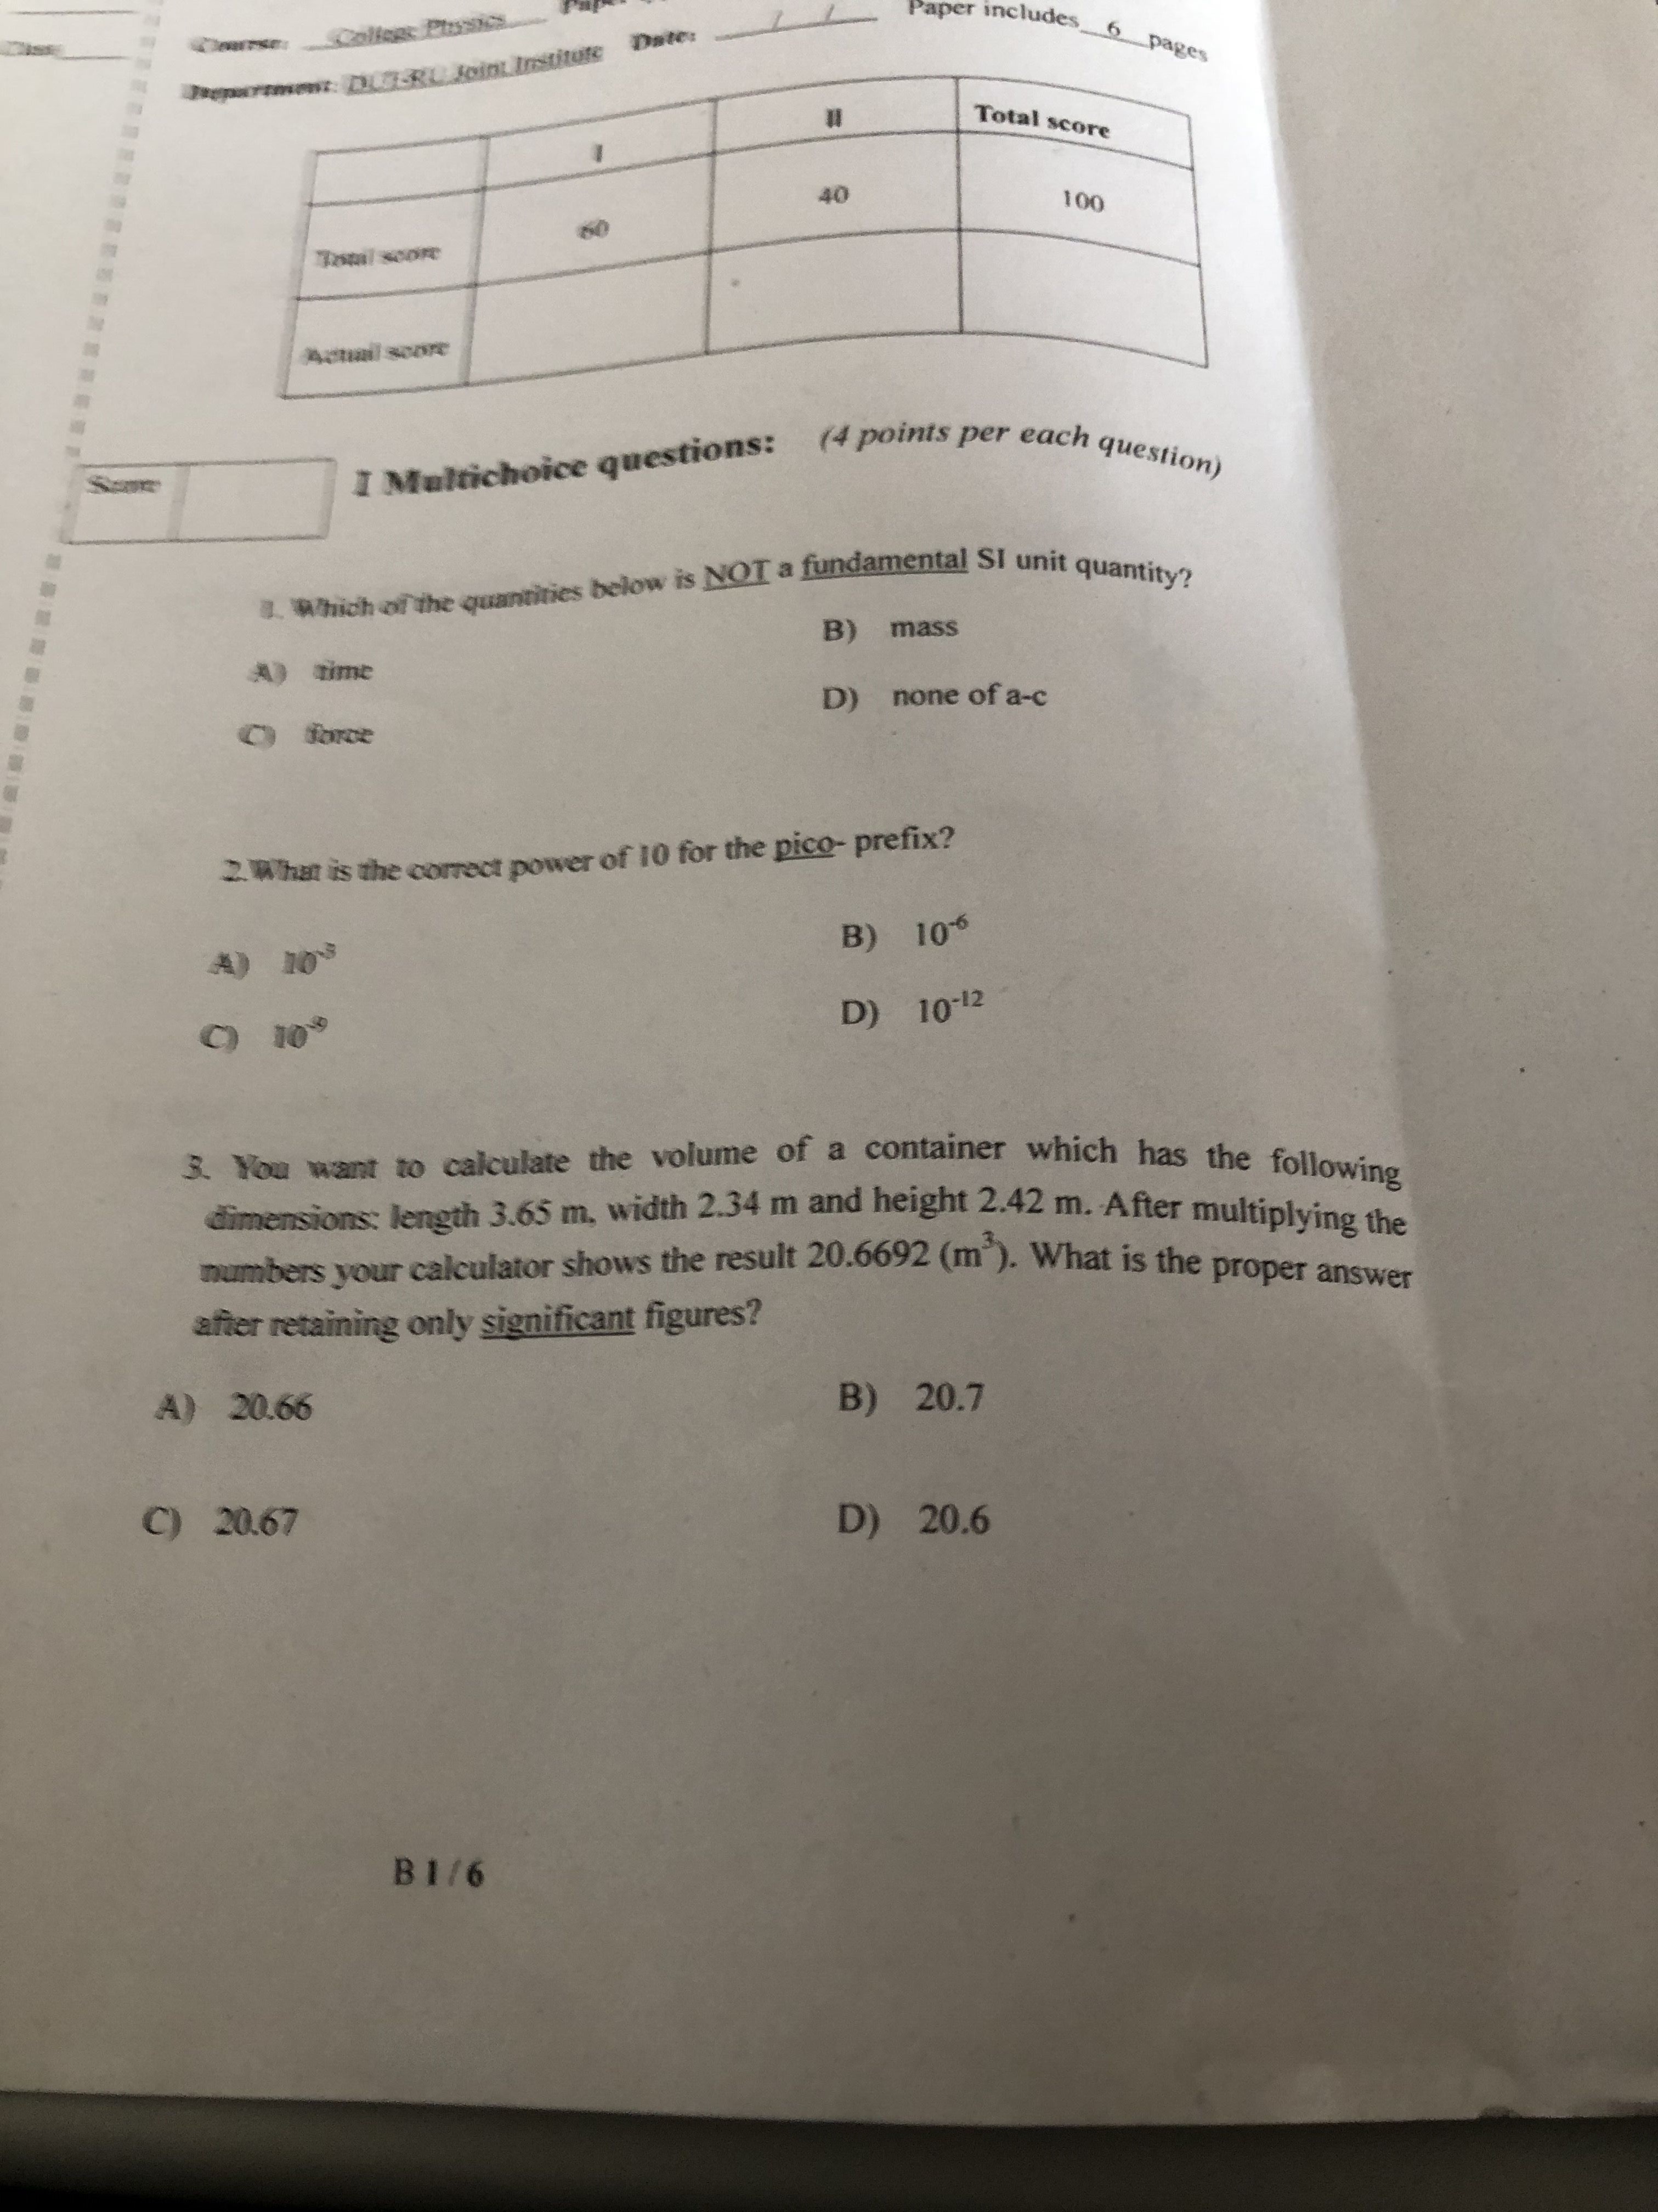 Course: College Physics
Paper includes 6 pages
Class
Department: DUT-RU Joint Institute Date: / /
I II Total score
Total score 60 40 100
Actual score
Score
I Multichoice questions: (4 points per each question)
1. Which of the quantities below is NOT a fundamental SI unit quantity?
A) time B) mass
C) force D) none of a-c
2.What is the correct power of 10 for the pico- prefix?
A) 10⁻³ B) 10⁻⁶
C) 10⁻⁹ D) 10⁻¹²
3. You want to calculate the volume of a container which has the following
dimensions: length 3.65 m, width 2.34 m and height 2.42 m. After multiplying the
numbers your calculator shows the result 20.6692 (m³). What is the proper answer
after retaining only significant figures?
A) 20.66 B) 20.7
C) 20.67 D) 20.6
B 1/6